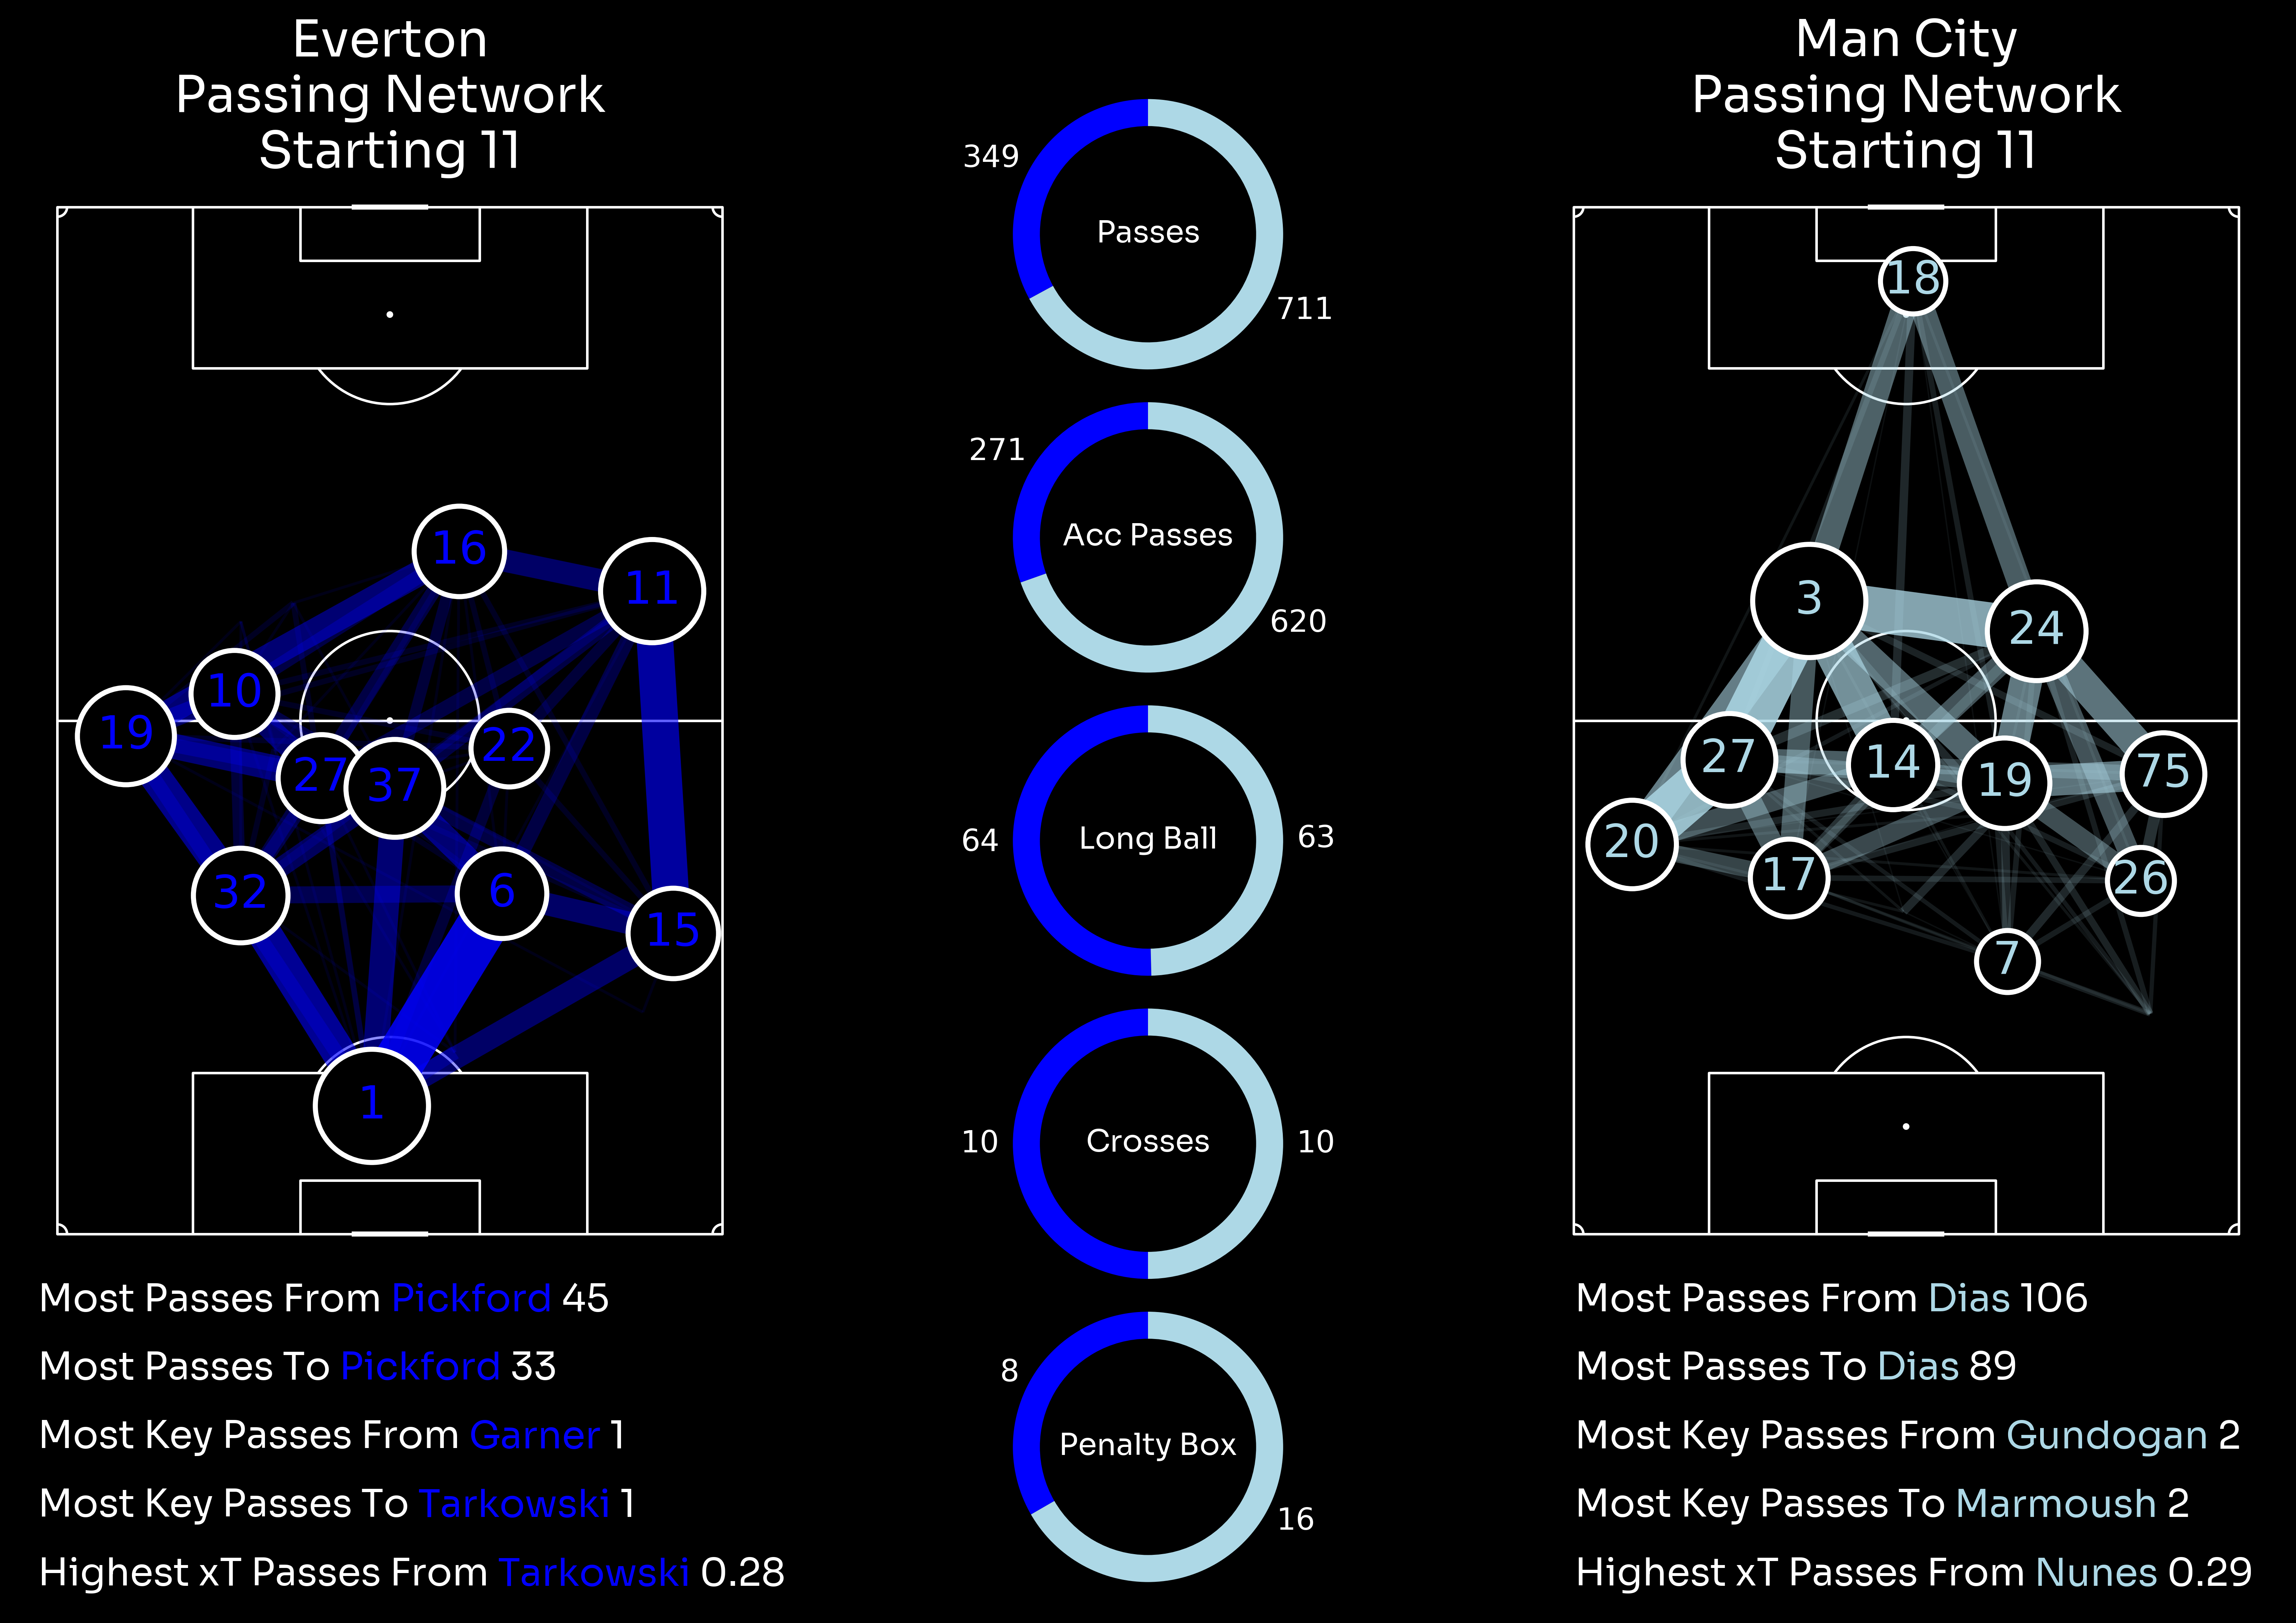 Everton
Passing Network
Starting 11
16
11
10
19
22
27
37
32
6
15
1
Most Passes From Pickford 45
Most Passes To Pickford 33
Most Key Passes From Garner 1
Most Key Passes To Tarkowski 1
Highest xT Passes From Tarkowski 0.28
349
Passes
711
271
Acc Passes
620
64
Long Ball
63
10
Crosses
10
8
Penalty Box
16
Man City
Passing Network
Starting 11
18
3
24
27
14
19
75
20
17
26
7
Most Passes From Dias 106
Most Passes To Dias 89
Most Key Passes From Gundogan 2
Most Key Passes To Marmoush 2
Highest xT Passes From Nunes 0.29